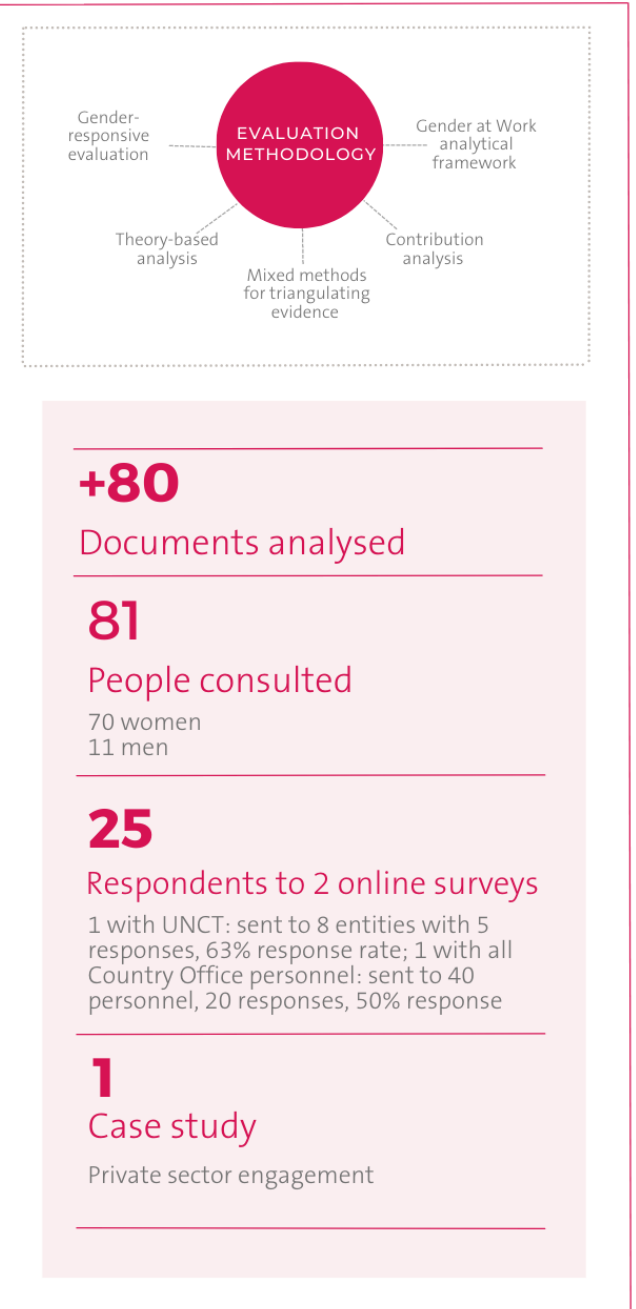 Gender-
responsive
evaluation
EVALUATION
METHODOLOGY
Gender at Work
analytical
framework
Theory-based
analysis
Mixed methods
for triangulating
evidence
Contribution
analysis
+80
Documents analysed
81
People consulted
70 women
11 men
25
Respondents to 2 online surveys
1 with UNCT: sent to 8 entities with 5
responses, 63% response rate; 1 with all
Country Office personnel: sent to 40
personnel, 20 responses, 50% response
1
Case study
Private sector engagement